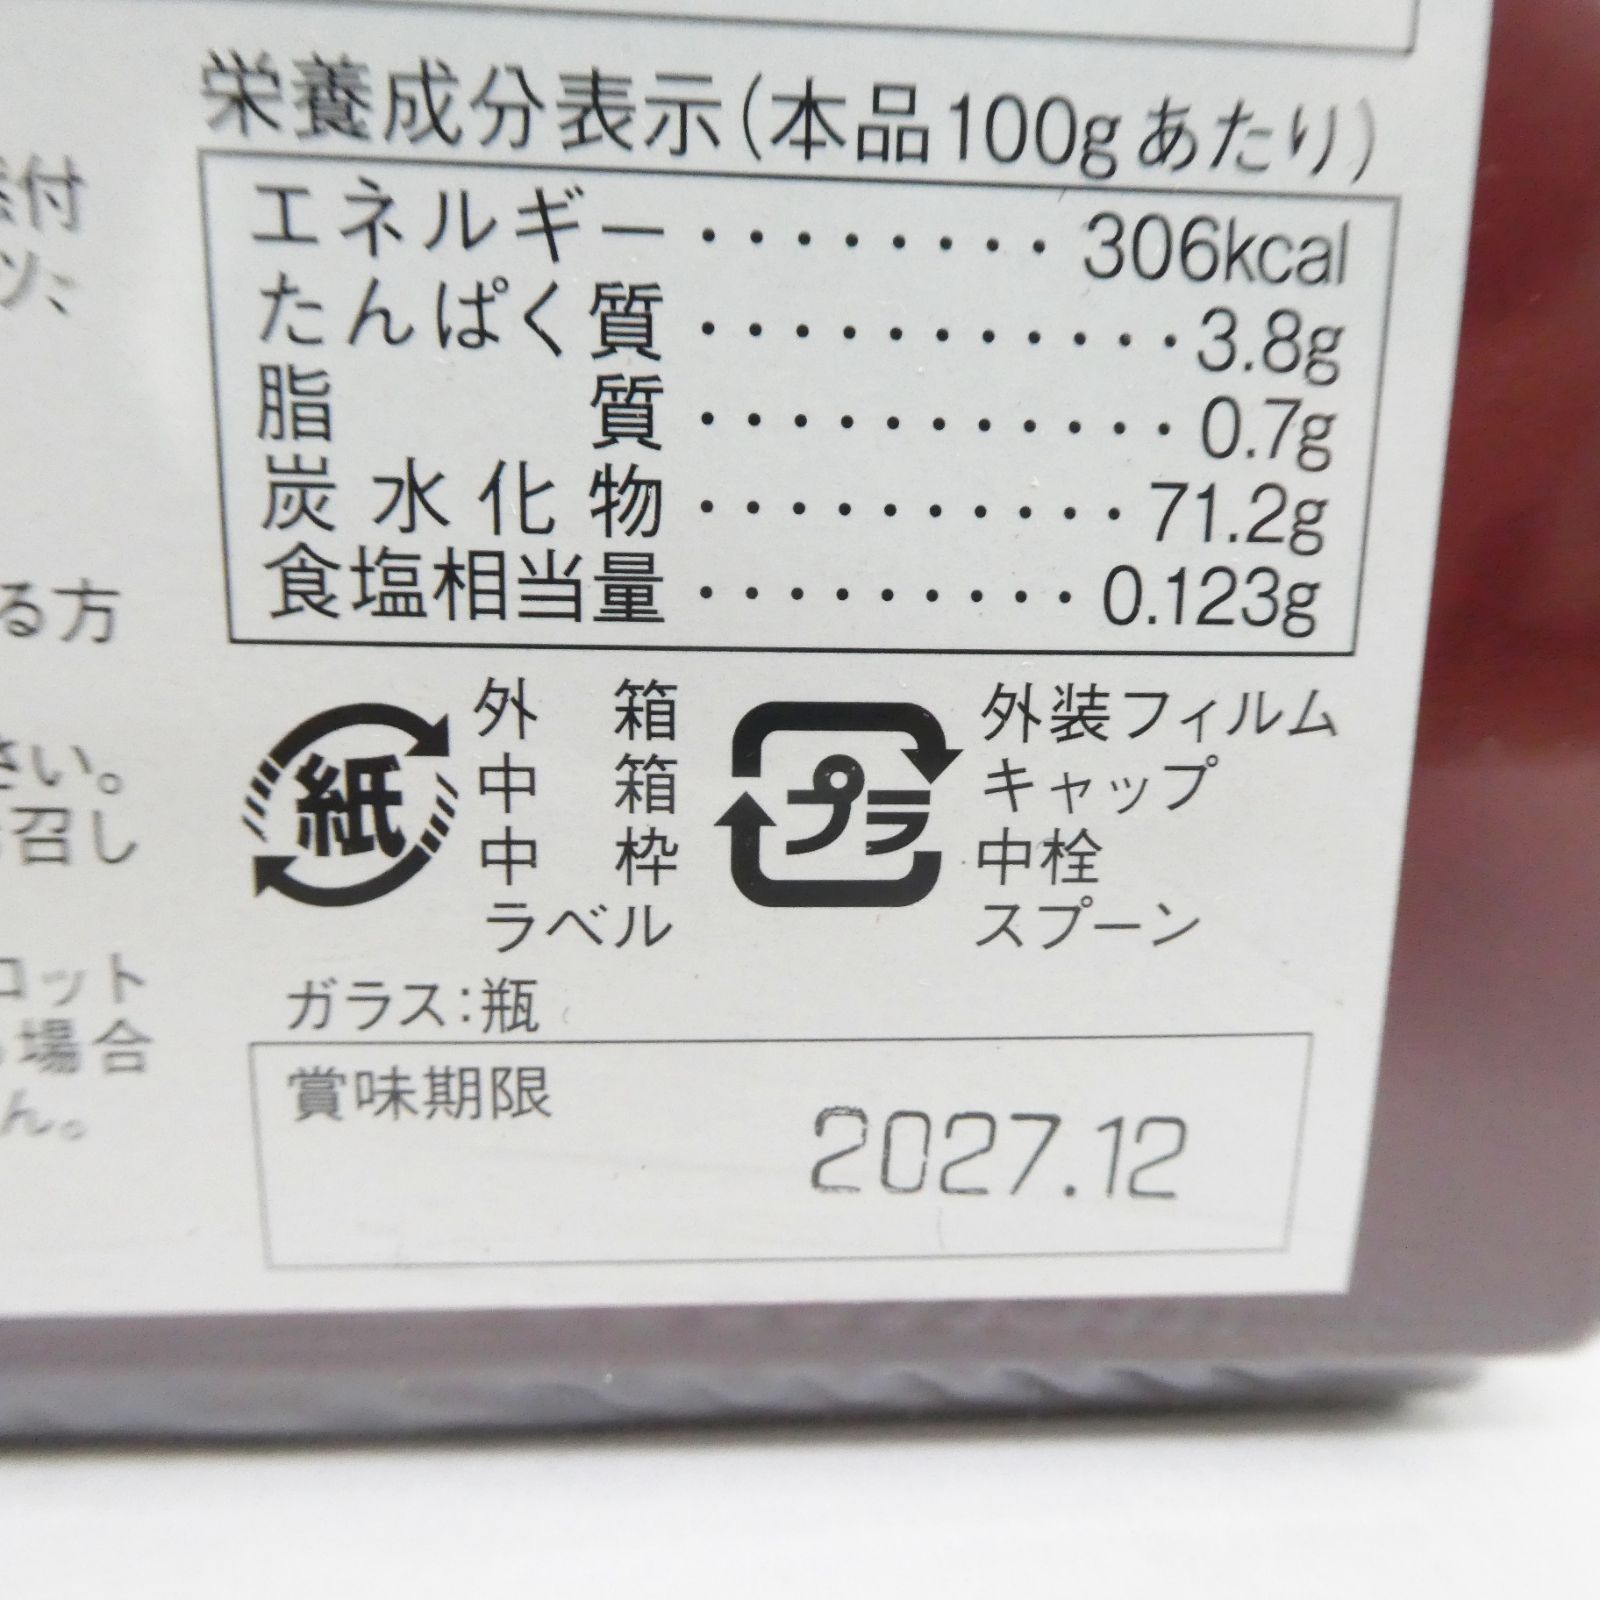 栄養成分表示(本品100gあたり)
エネルギー・・・・・・・・306kcal
たんぱく質・・・・・・・・・・・3.8g
脂質・・・・・・・・・・・0.7g
炭水化物・・・・・・・・・・71.2g
食塩相当量・・・・・・・・・0.123g
付
ソ、
る方
さい。
召し
ロット
場合
ん。
紙
外箱
中箱
中枠
ラベル
プラ
外装フィルム
キャップ
中栓
スプーン
ガラス:瓶
賞味期限
2027.12